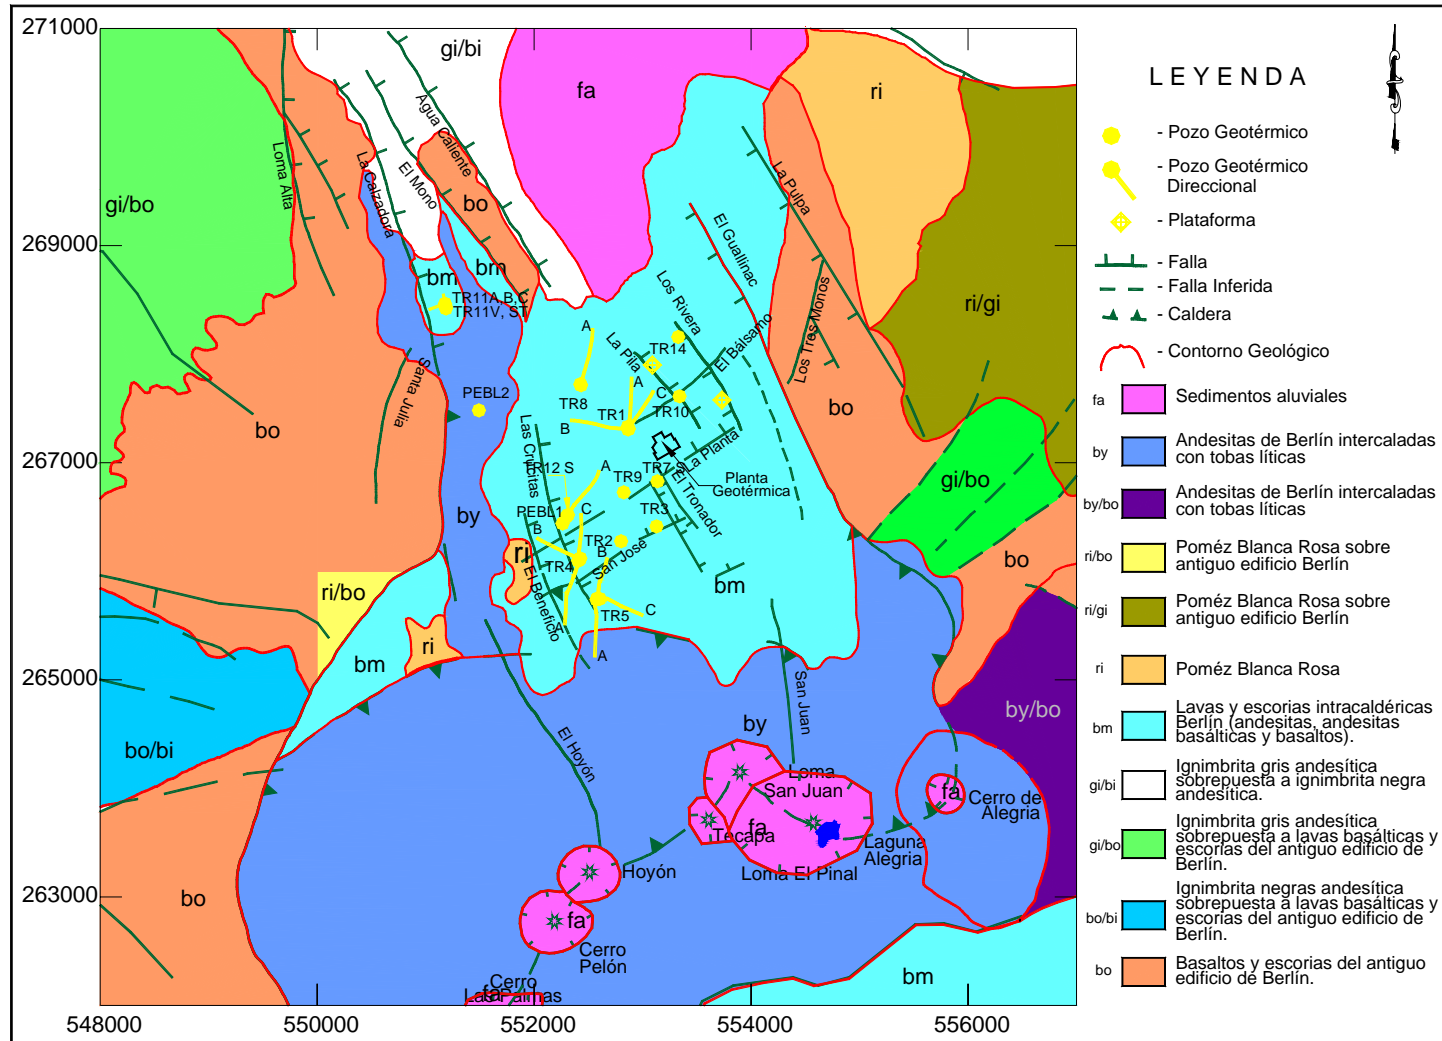 271000
269000
267000
265000
263000
548000
550000
552000
554000
556000
gi/bi
fa
ri
Agua Caliente
Loma Alta
La Calzadora
El Mono
bo
gi/bo
bm
bm
TR11A,B,C
TR11V, ST
La Pulpa
El Guallinac
Los Rivera
ri/gi
A
La Pila
TR14
El Bálsamo
Los Tres Monos
Santa Julia
PEBL2
TR8
A
C
TR1
TR10
B
bo
bo
Las Crucitas
La Planta
TR12 S
A
TR9
TR7
S
El Tronador
Planta
Geotérmica
gi/bo
by
PEBL1
C
TR3
B
TR2
ri
B
San José
TR4
El Beneficio
bm
bo
ri/bo
TR5
C
A
A
ri
bm
San Juan
by/bo
bo/bi
El Hoyón
by
Loma
San Juan
fa
Cerro de
Alegria
Tecapa
fa
Laguna
Alegria
Hoyón
Loma El Pinal
bo
fa
Cerro
Pelón
Cerro
Las Palmas
fa
bm
LEYENDA
- Pozo Geotérmico
- Pozo Geotérmico
Direccional
- Plataforma
- Falla
- Falla Inferida
- Caldera
- Contorno Geológico
fa
Sedimentos aluviales
by
Andesitas de Berlín intercaladas
con tobas líticas
by/bo
Andesitas de Berlín intercaladas
con tobas líticas
ri/bo
Poméz Blanca Rosa sobre
antiguo edificio Berlín
ri/gi
Poméz Blanca Rosa sobre
antiguo edificio Berlín
ri
Poméz Blanca Rosa
bm
Lavas y escorias intracaldéricas
Berlín (andesitas, andesitas
basálticas y basaltos).
gi/bi
Ignimbrita gris andesítica
sobrepuesta a ignimbrita negra
andesítica.
gi/bo
Ignimbrita gris andesítica
sobrepuesta a lavas basálticas y
escorias del antiguo edificio de
Berlín.
bo/bi
Ignimbrita negras andesítica
sobrepuesta a lavas basálticas y
escorias del antiguo edificio de
Berlín.
bo
Basaltos y escorias del antiguo
edificio de Berlín.